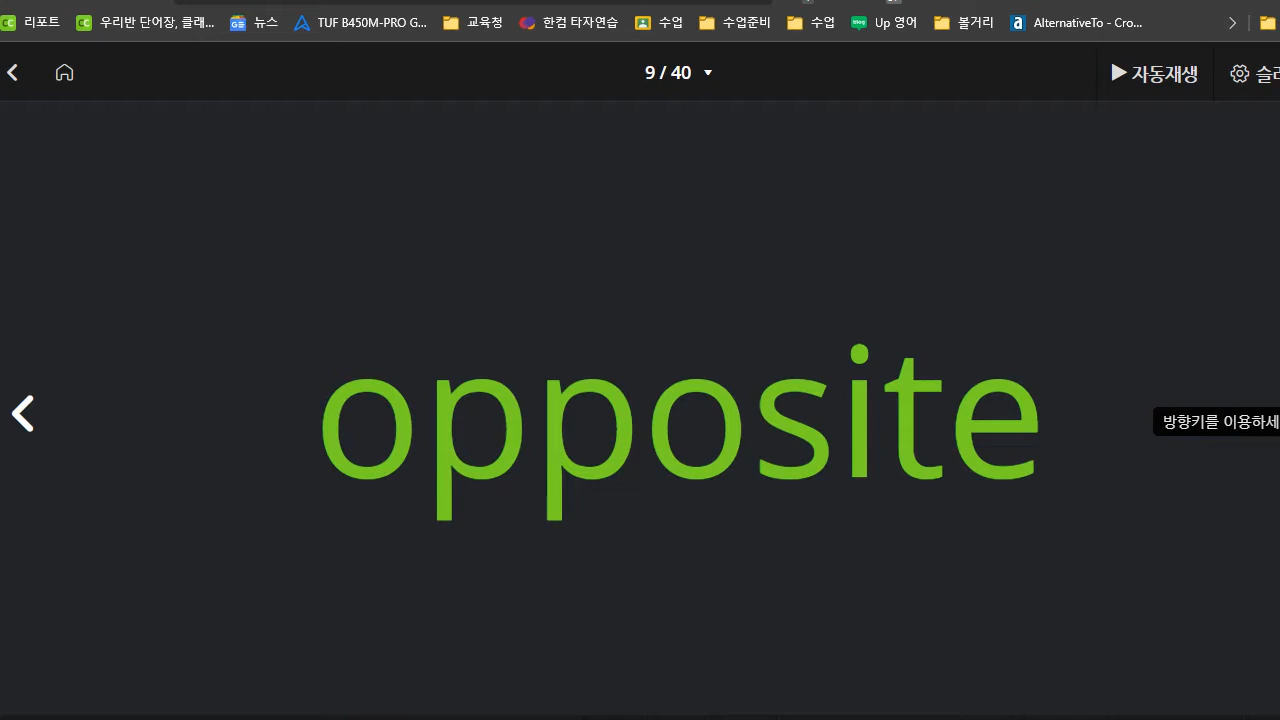 리포트 우리반 단어장, 클래... 뉴스 TUF B450M-PRO G... 교육청 한컴 타자연습 수업 수업준비 수업 Up 영어 볼거리 AlternativeTo - Cro...
9 / 40 자동재생
opposite
방향키를 이용하세